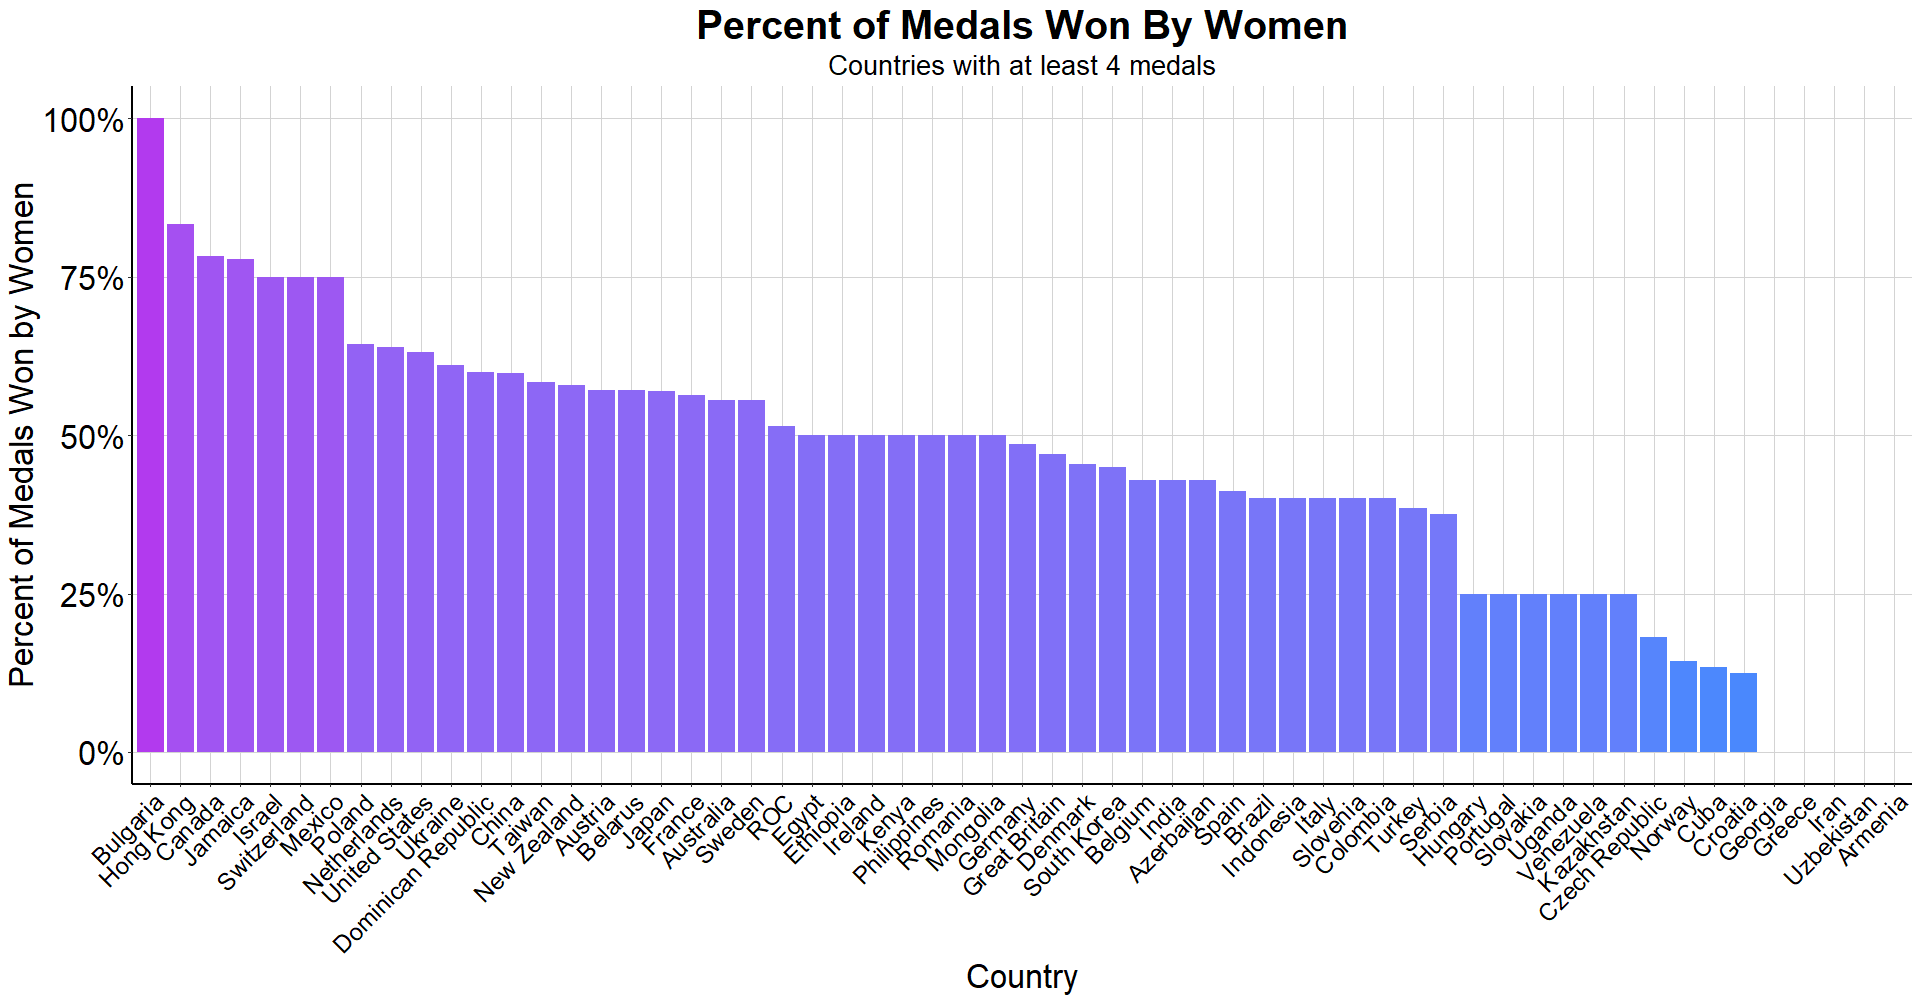 Percent of Medals Won By Women
Countries with at least 4 medals
Percent of Medals Won by Women
100%
75%
50%
25%
0%
Bulgaria
Hong Kong
Canada
Jamaica
Israel
Switzerland
Mexico
Poland
Netherlands
United States
Ukraine
Dominican Republic
China
Taiwan
New Zealand
Austria
Belarus
Japan
France
Australia
Sweden
ROC
Egypt
Ethiopia
Ireland
Kenya
Philippines
Romania
Mongolia
Germany
Great Britain
Denmark
South Korea
Belgium
India
Azerbaijan
Spain
Brazil
Indonesia
Italy
Slovenia
Colombia
Turkey
Serbia
Hungary
Portugal
Slovakia
Uganda
Venezuela
Kazakhstan
Czech Republic
Norway
Cuba
Croatia
Georgia
Greece
Iran
Uzbekistan
Armenia
Country